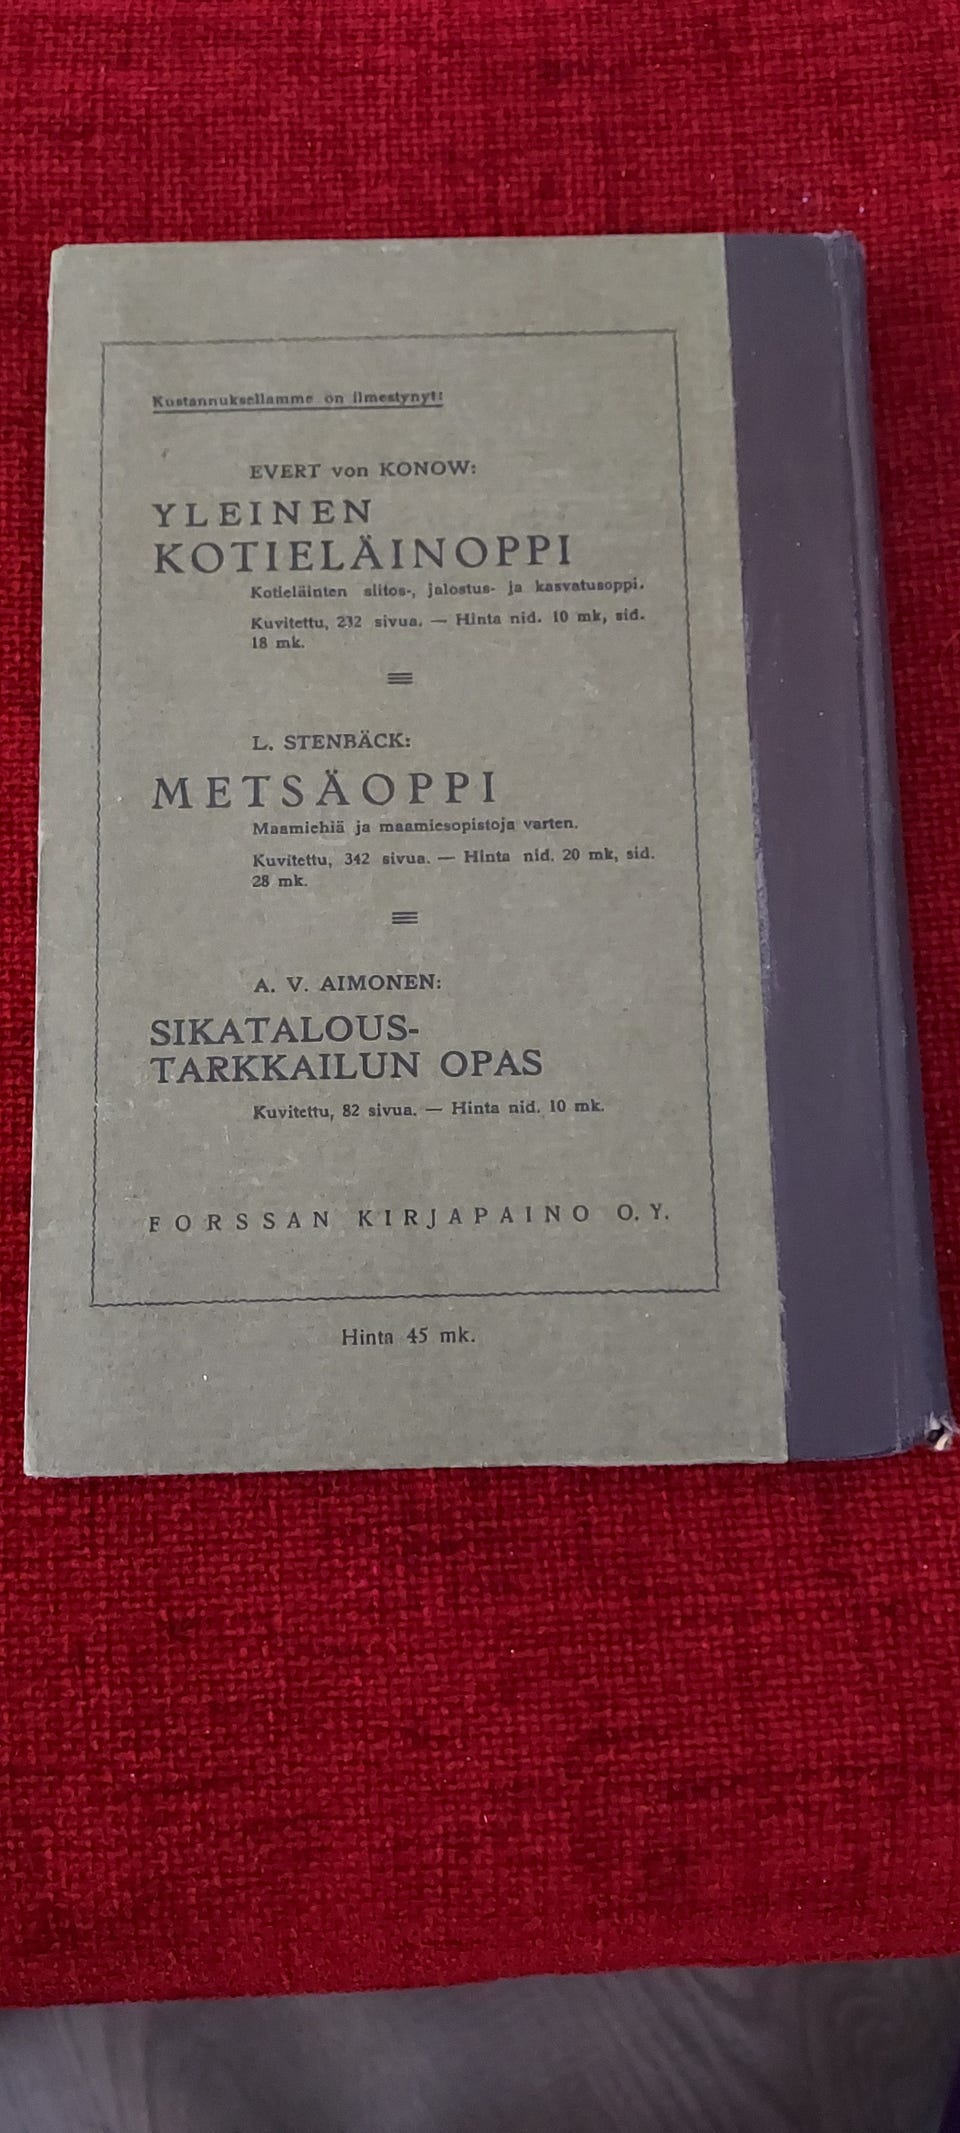 Kustannuksellamme on ilmestynyt:
EVERT von KONOW:
YLEINEN
KOTIELÄINOPPI
Kotieläinten siitos-, jalostus- ja kasvatusoppi.
Kuvitettu, 232 sivua. — Hinta nid. 10 mk, sid.
18 mk.
L. STENBÄCK:
METSÄOPPI
Maamiehiä ja maamiesopistoja varten.
Kuvitettu, 342 sivua. — Hinta nid. 20 mk, sid.
28 mk.
A. V. AIMONEN:
SIKATALOUS-
TARKKAILUN OPAS
Kuvitettu, 82 sivua. — Hinta nid. 10 mk.
FORSSAN KIRJAPAINO O. Y.
Hinta 45 mk.